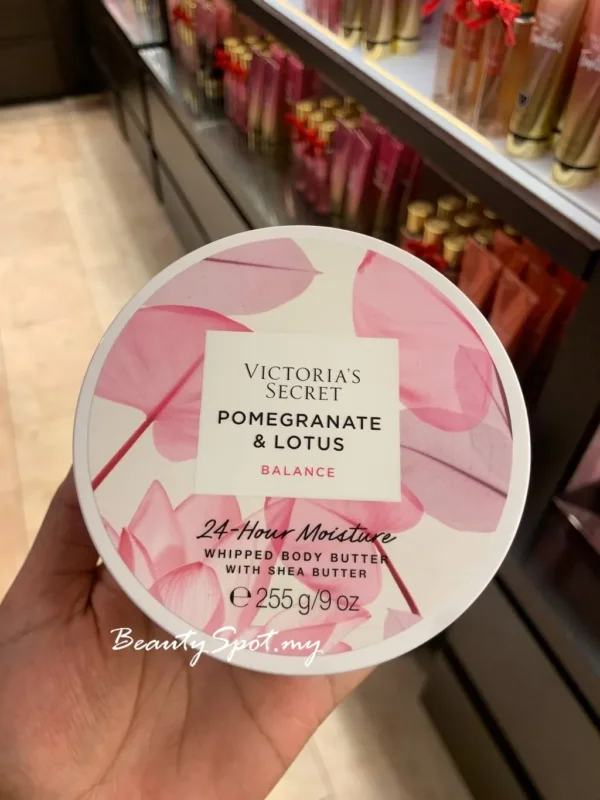 VICTORIA'S
SECRET
POMEGRANATE
& LOTUS
BALANCE
24-Hour Moisture
WHIPPED BODY BUTTER
WITH SHEA BUTTER
℮ 255 g/9 oz
BeautySpot.my